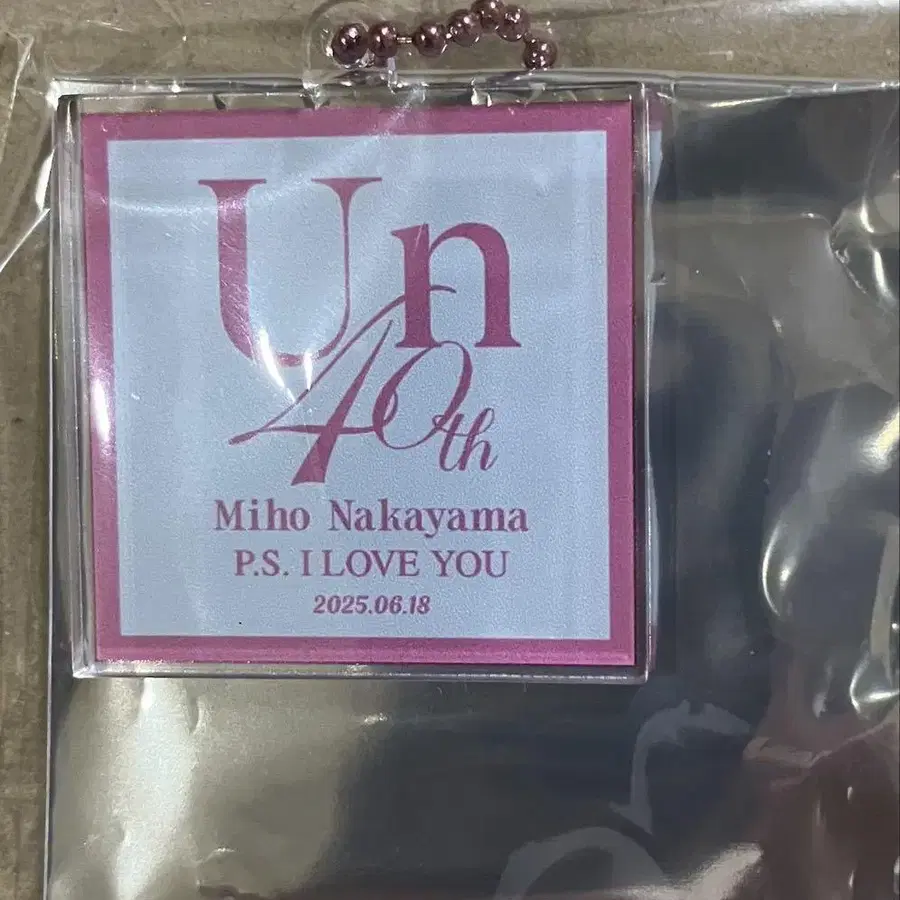 Un
40th
Miho Nakayama
P.S. I LOVE YOU
2025.06.18